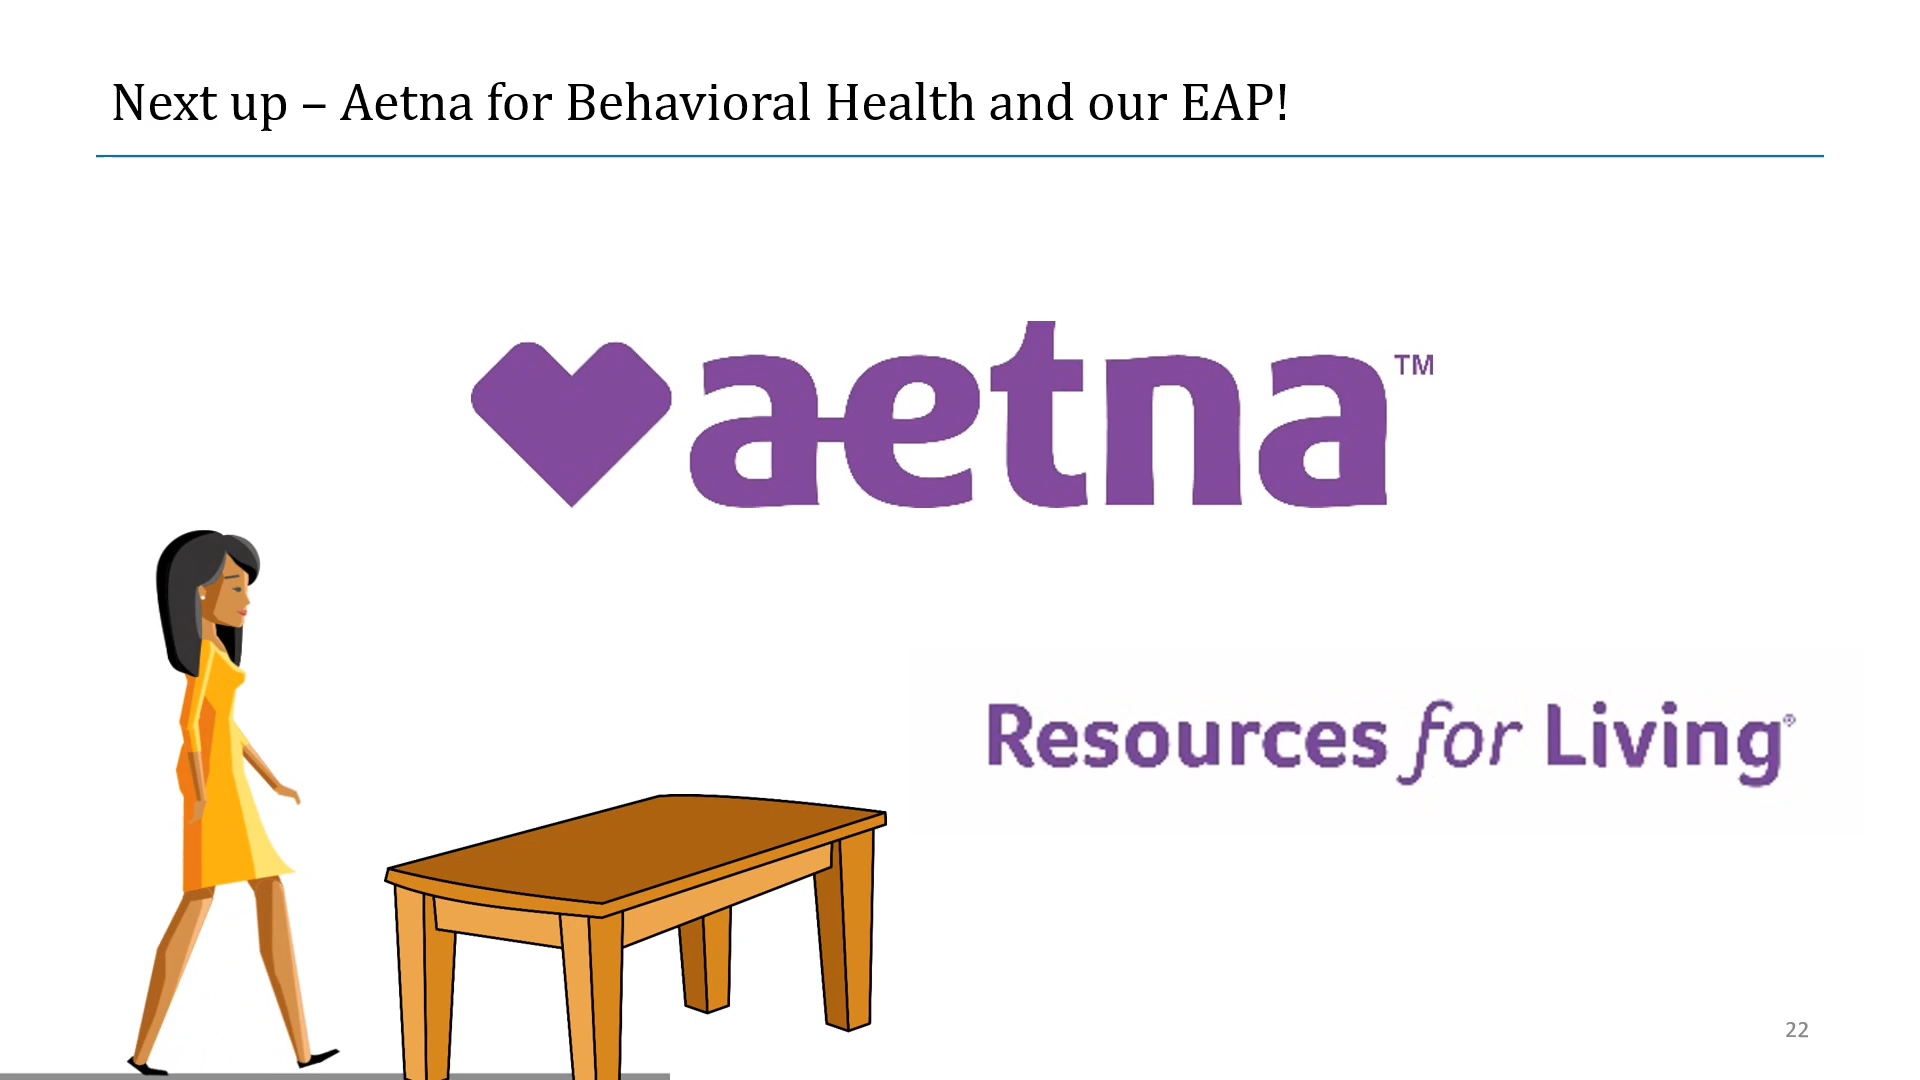 Next up – Aetna for Behavioral Health and our EAP!
aetna™
Resources for Living®
22